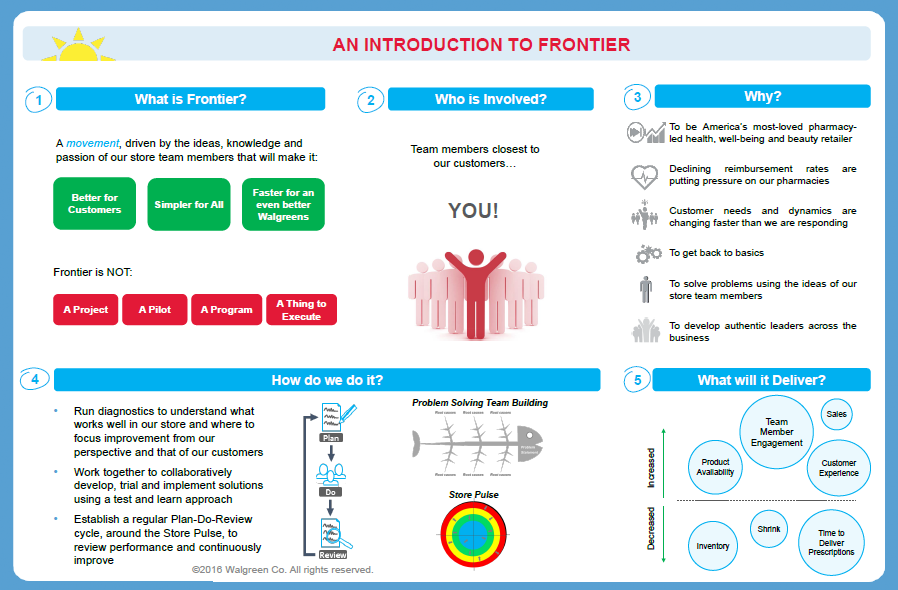 AN INTRODUCTION TO FRONTIER
1
What is Frontier?
A movement, driven by the ideas, knowledge and
passion of our store team members that will make it:
Better for
Customers
Simpler for All
Faster for an
even better
Walgreens
Frontier is NOT:
A Project
A Pilot
A Program
A Thing to
Execute
2
Who is Involved?
Team members closest to
our customers…
YOU!
3
Why?
To be America's most-loved pharmacy-
led health, well-being and beauty retailer
Declining reimbursement rates are
putting pressure on our pharmacies
Customer needs and dynamics are
changing faster than we are responding
To get back to basics
To solve problems using the ideas of our
store team members
To develop authentic leaders across the
business
4
How do we do it?
• Run diagnostics to understand what
works well in our store and where to
focus improvement from our
perspective and that of our customers
• Work together to collaboratively
develop, trial and implement solutions
using a test and learn approach
• Establish a regular Plan-Do-Review
cycle, around the Store Pulse, to
review performance and continuously
improve
Plan
Do
Review
Problem Solving Team Building
Store Pulse
5
What will it Deliver?
Increased
Team
Member
Engagement
Sales
Product
Availability
Customer
Experience
Decreased
Inventory
Shrink
Time to
Deliver
Prescriptions
©2016 Walgreen Co. All rights reserved.